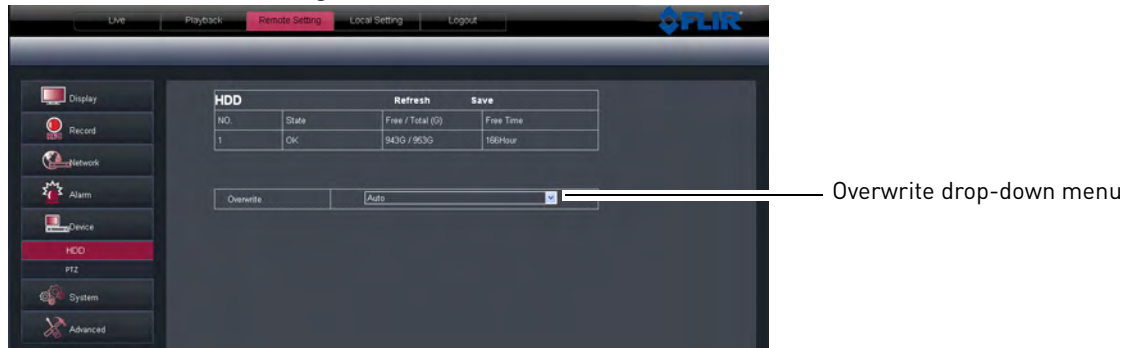 Live Playback Remote Setting Local Setting Logout FLIR
Display
Record
Network
Alarm
Device
HDD
PTZ
System
Advanced
HDD Refresh Save
NO. State Free / Total (G) Free Time
1 OK 943G / 953G 166Hour
Overwrite Auto
Overwrite drop-down menu